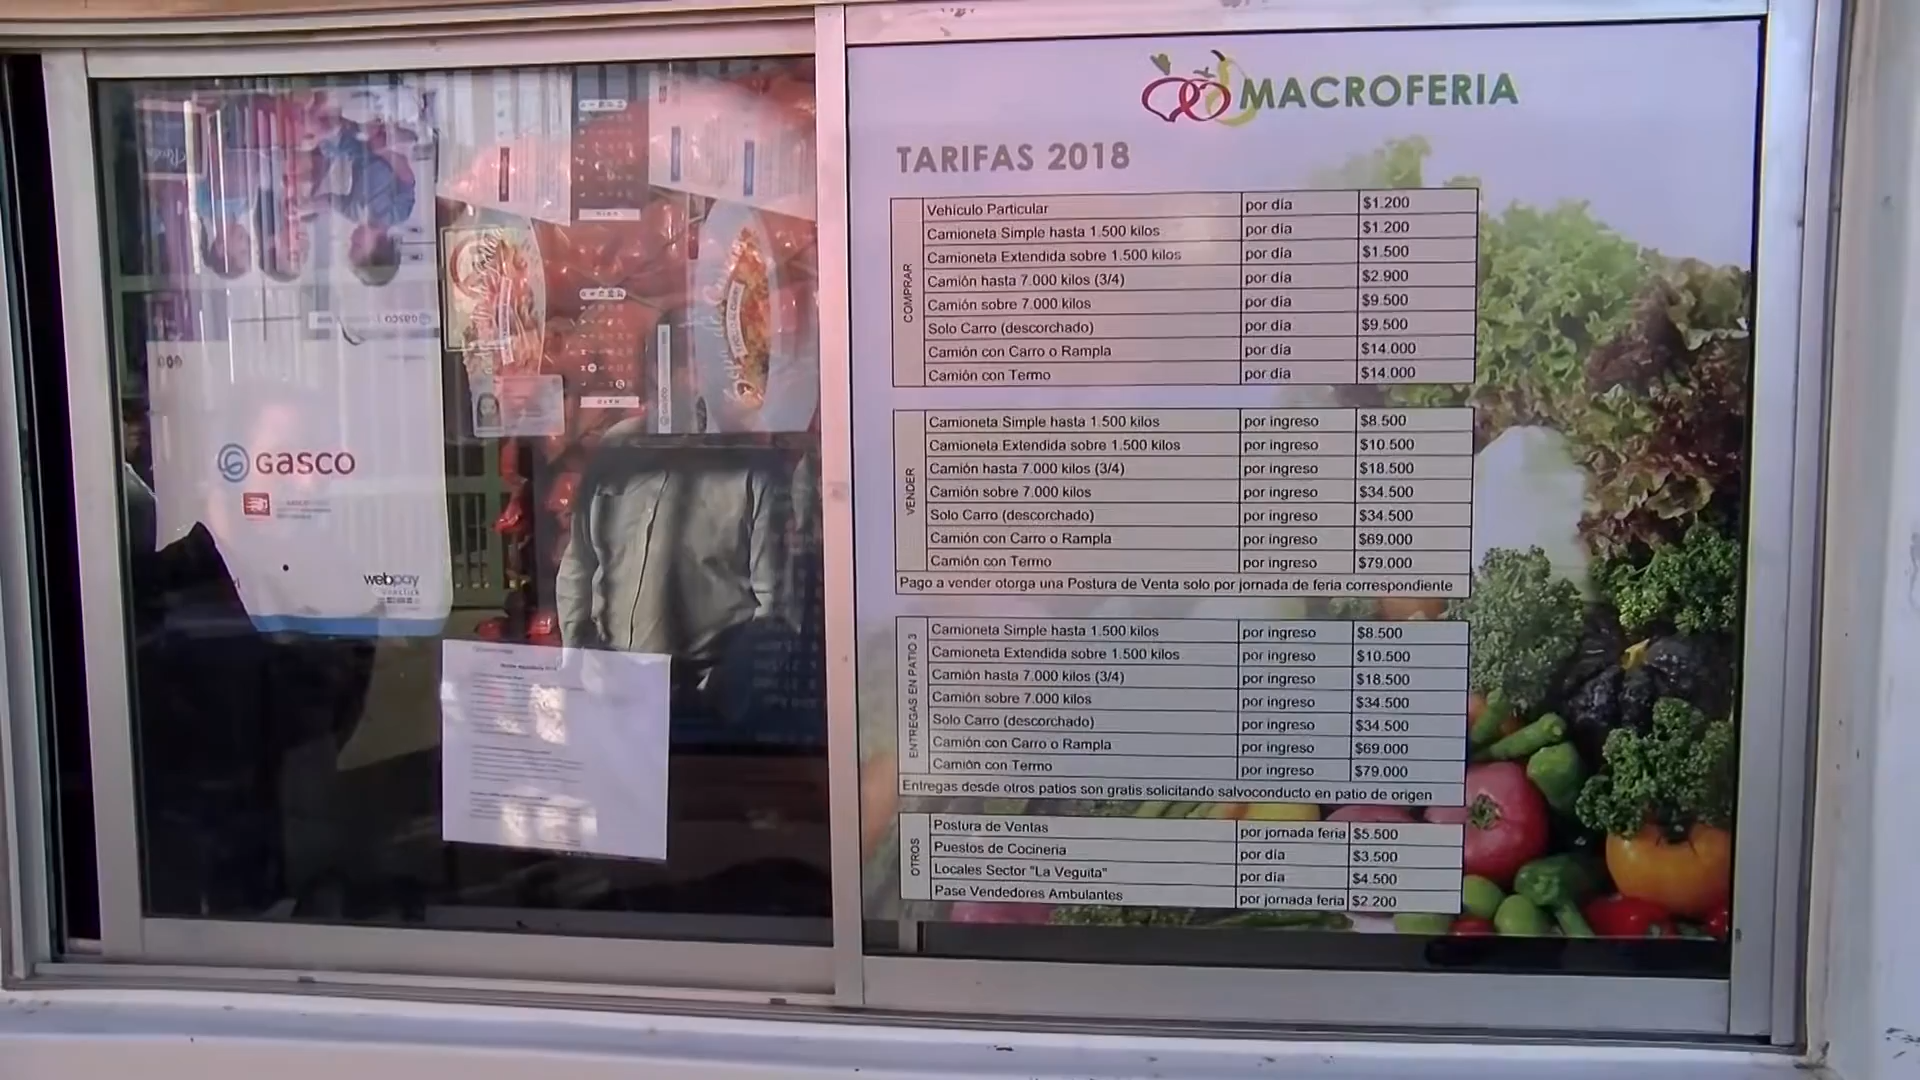 MACROFERIA
TARIFAS 2018
COMPRAR
Vehículo Particular por día $1.200
Camioneta Simple hasta 1.500 kilos por día $1.200
Camioneta Extendida sobre 1.500 kilos por día $1.500
Camión hasta 7.000 kilos (3/4) por día $2.900
Camión sobre 7.000 kilos por día $9.500
Solo Carro (descorchado) por día $9.500
Camión con Carro o Rampla por día $14.000
Camión con Termo por día $14.000
VENDER
Camioneta Simple hasta 1.500 kilos por ingreso $8.500
Camioneta Extendida sobre 1.500 kilos por ingreso $10.500
Camión hasta 7.000 kilos (3/4) por ingreso $18.500
Camión sobre 7.000 kilos por ingreso $34.500
Solo Carro (descorchado) por ingreso $34.500
Camión con Carro o Rampla por ingreso $69.000
Camión con Termo por ingreso $79.000
Pago a vender otorga una Postura de Venta solo por jornada de feria correspondiente
ENTREGAS EN PATIO 3
Camioneta Simple hasta 1.500 kilos por ingreso $8.500
Camioneta Extendida sobre 1.500 kilos por ingreso $10.500
Camión hasta 7.000 kilos (3/4) por ingreso $18.500
Camión sobre 7.000 kilos por ingreso $34.500
Solo Carro (descorchado) por ingreso $34.500
Camión con Carro o Rampla por ingreso $69.000
Camión con Termo por ingreso $79.000
Entregas desde otros patios son gratis solicitando salvoconducto en patio de origen
OTROS
Postura de Ventas por jornada feria $5.500
Puestos de Cocineria por día $3.500
Locales Sector "La Veguita" por día $4.500
Pase Vendedores Ambulantes por jornada feria $2.200
GASCO
webpay